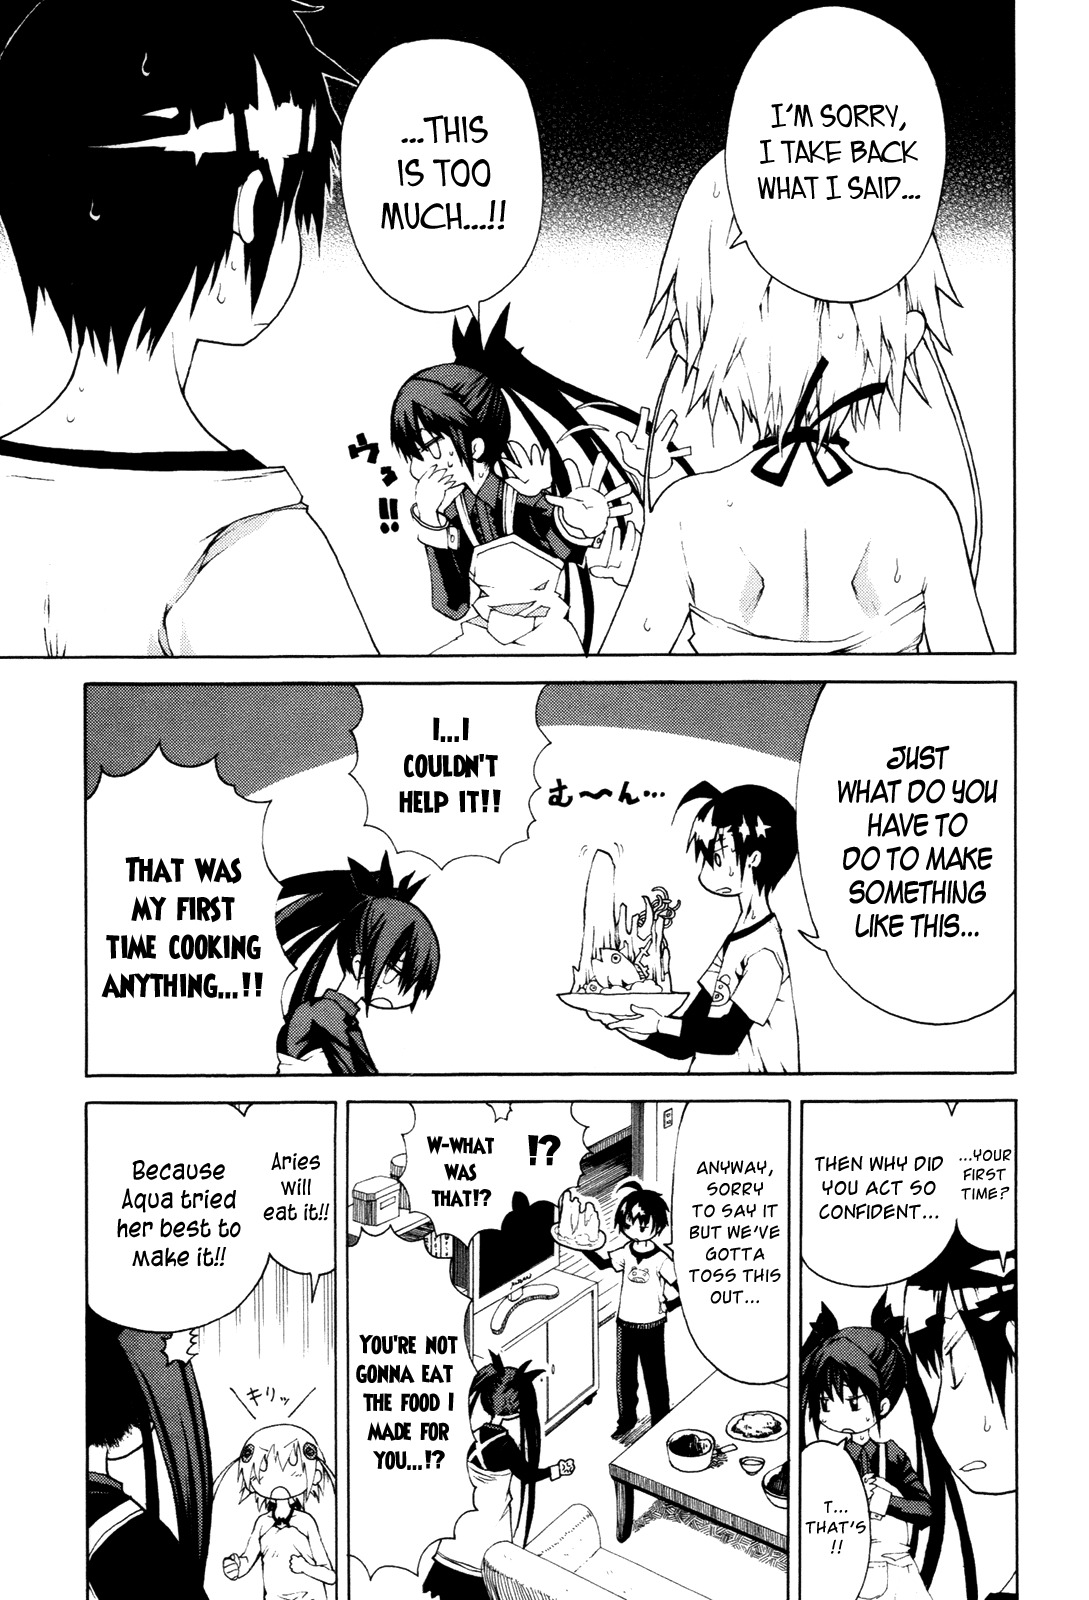 I'M SORRY,
I TAKE BACK
WHAT I SAID...
...THIS
IS TOO
MUCH...!!
ウッ
!!
JUST
WHAT DO YOU
HAVE TO
DO TO MAKE
SOMETHING
LIKE THIS...
む～ん…
I...I
COULDN'T
HELP IT!!
THAT WAS
MY FIRST
TIME COOKING
ANYTHING...!!
...YOUR
FIRST
TIME?
THEN WHY DID
YOU ACT SO
CONFIDENT...
T...
THAT'S
!!
ANYWAY,
SORRY
TO SAY IT
BUT WE'VE
GOTTA
TOSS THIS
OUT...
!?
W-WHAT
WAS
THAT!?
YOU'RE NOT
GONNA EAT
THE FOOD I
MADE FOR
YOU...!?
Aries
will
eat it!!
Because
Aqua tried
her best to
make it!!
キリッ